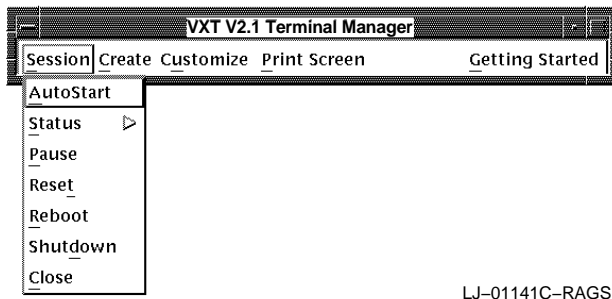 VXT V2.1 Terminal Manager
Session Create Customize Print Screen Getting Started
AutoStart
Status
Pause
Reset
Reboot
Shutdown
Close
LJ–01141C–RAGS